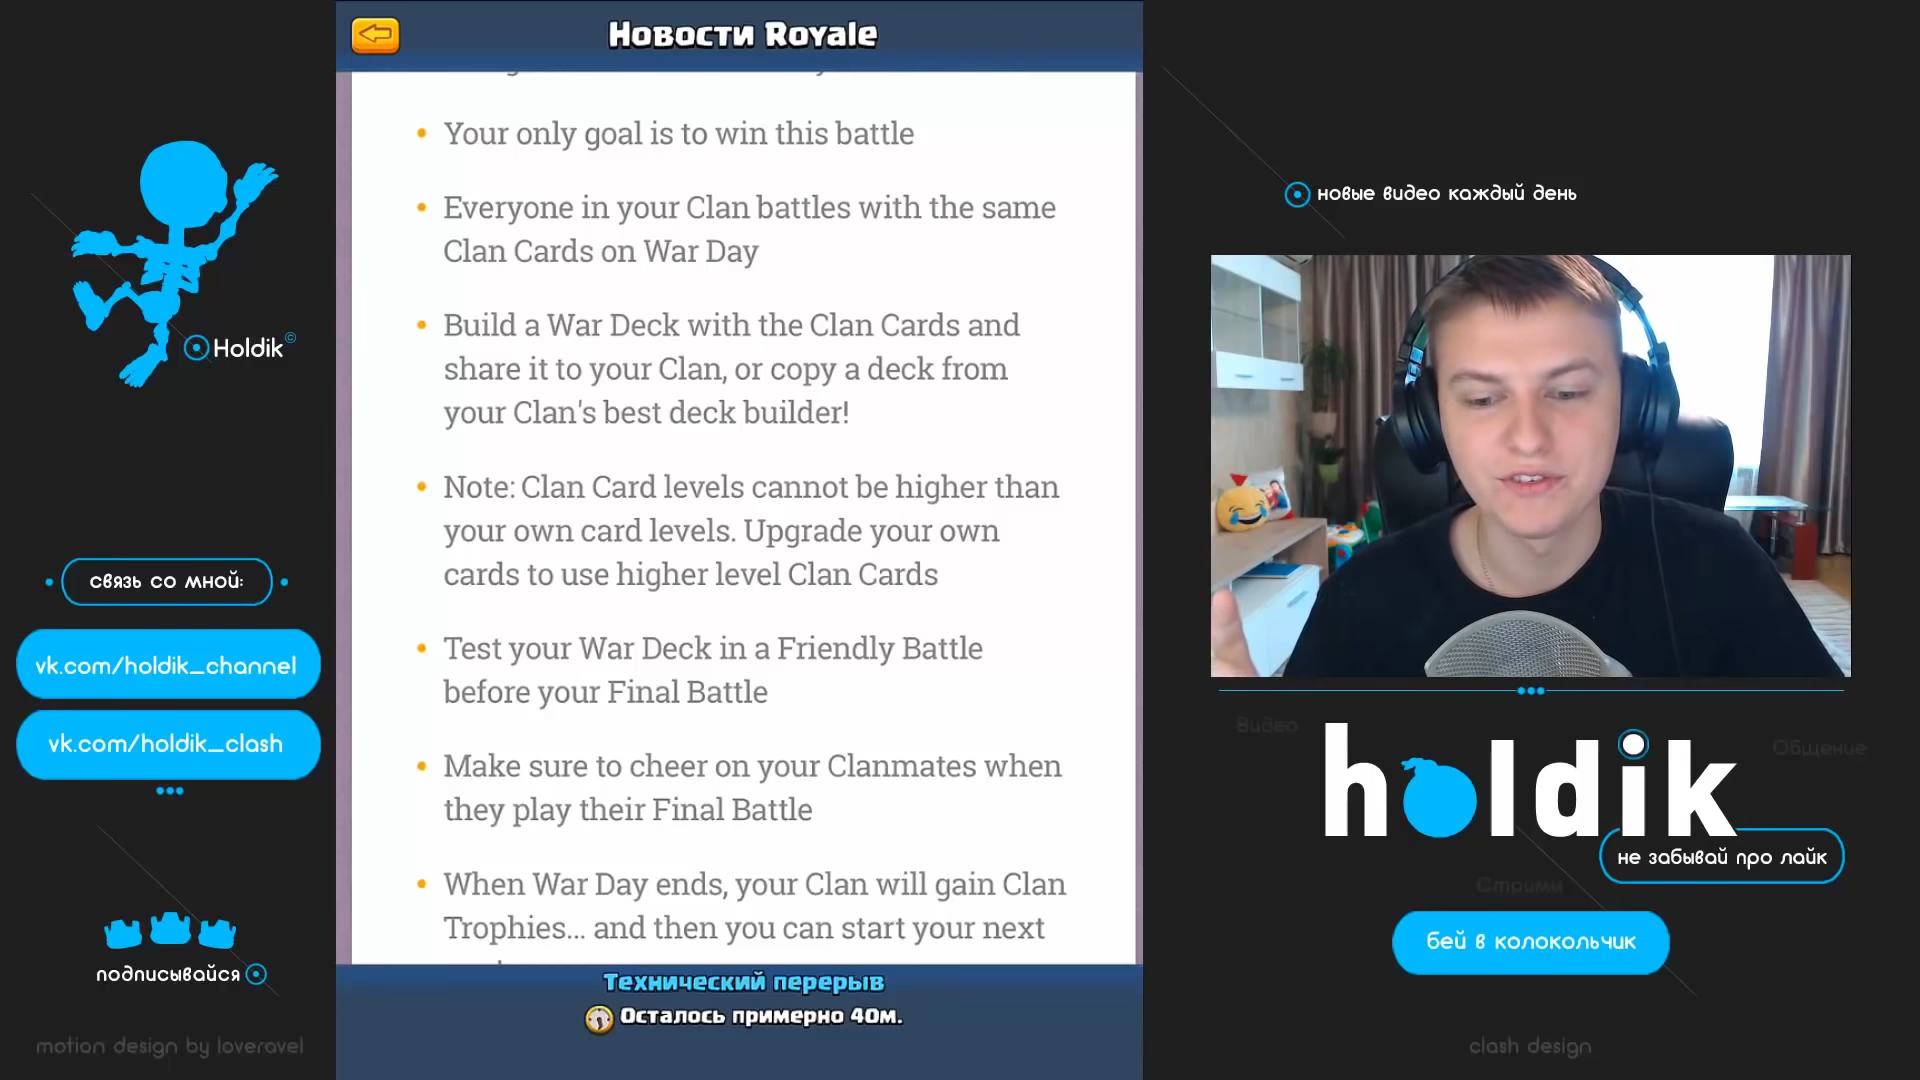 Новости Royale
Your only goal is to win this battle
Everyone in your Clan battles with the same
Clan Cards on War Day
Build a War Deck with the Clan Cards and
share it to your Clan, or copy a deck from
your Clan's best deck builder!
Note: Clan Card levels cannot be higher than
your own card levels. Upgrade your own
cards to use higher level Clan Cards
Test your War Deck in a Friendly Battle
before your Final Battle
Make sure to cheer on your Clanmates when
they play their Final Battle
When War Day ends, your Clan will gain Clan
Trophies... and then you can start your next
Технический перерыв
Осталось примерно 40м.
Holdik©
связь со мной:
vk.com/holdik_channel
vk.com/holdik_clash
подписывайся
motion design by loveravel
новые видео каждый день
Видео
Общение
holdik
не забывай про лайк
Стримы
бей в колокольчик
clash design